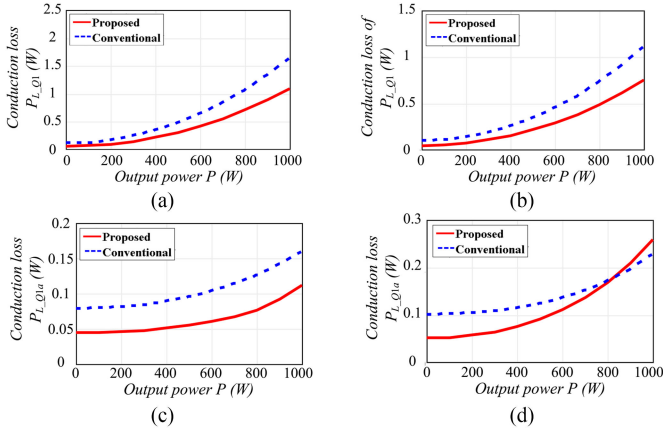 Conduction loss
P_L_Q1 (W)
2.5
2
1.5
1
0.5
0
Proposed
Conventional
0 200 400 600 800 1000
Output power P (W)
(a)
Conduction loss of
P_L_Q1 (W)
1.5
1
0.5
0
Proposed
Conventional
0 200 400 600 800 1000
Output power P (W)
(b)
Conduction loss
P_L_Q1a (W)
0.2
0.15
0.1
0.05
0
Proposed
Conventional
0 200 400 600 800 1000
Output power P (W)
(c)
Conduction loss
P_L_Q1a (W)
0.3
0.2
0.1
0
Proposed
Conventional
0 200 400 600 800 1000
Output power P (W)
(d)